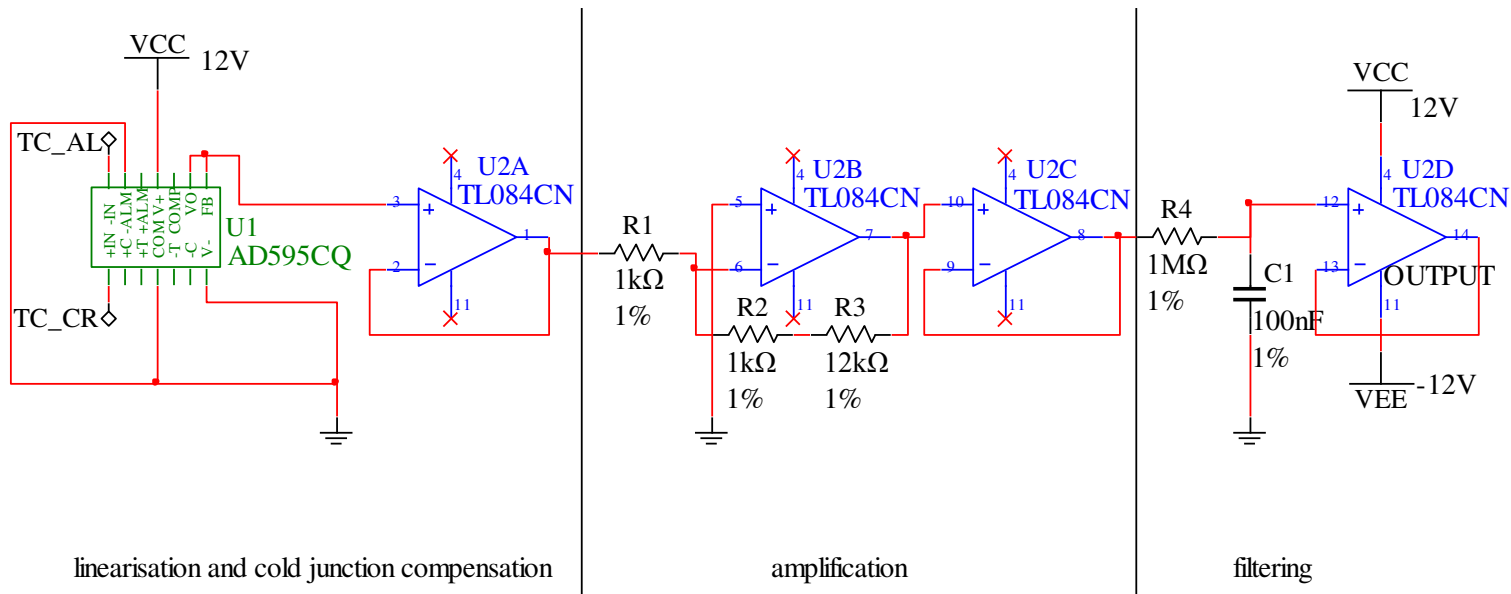 VCC
12V
TC_AL
+IN -IN
+C -ALM
+T +ALM
COM V+
-T COMP
-C VO
V- FB
U1
AD595CQ
TC_CR
U2A
TL084CN
4
3
2
1
11
R1
1kΩ
1%
U2B
TL084CN
4
5
6
7
11
R2
1kΩ
1%
R3
12kΩ
1%
U2C
TL084CN
4
10
9
8
11
R4
1MΩ
1%
C1
100nF
1%
VCC
12V
U2D
TL084CN
4
12
13
14
OUTPUT
11
VEE
-12V
linearisation and cold junction compensation
amplification
filtering